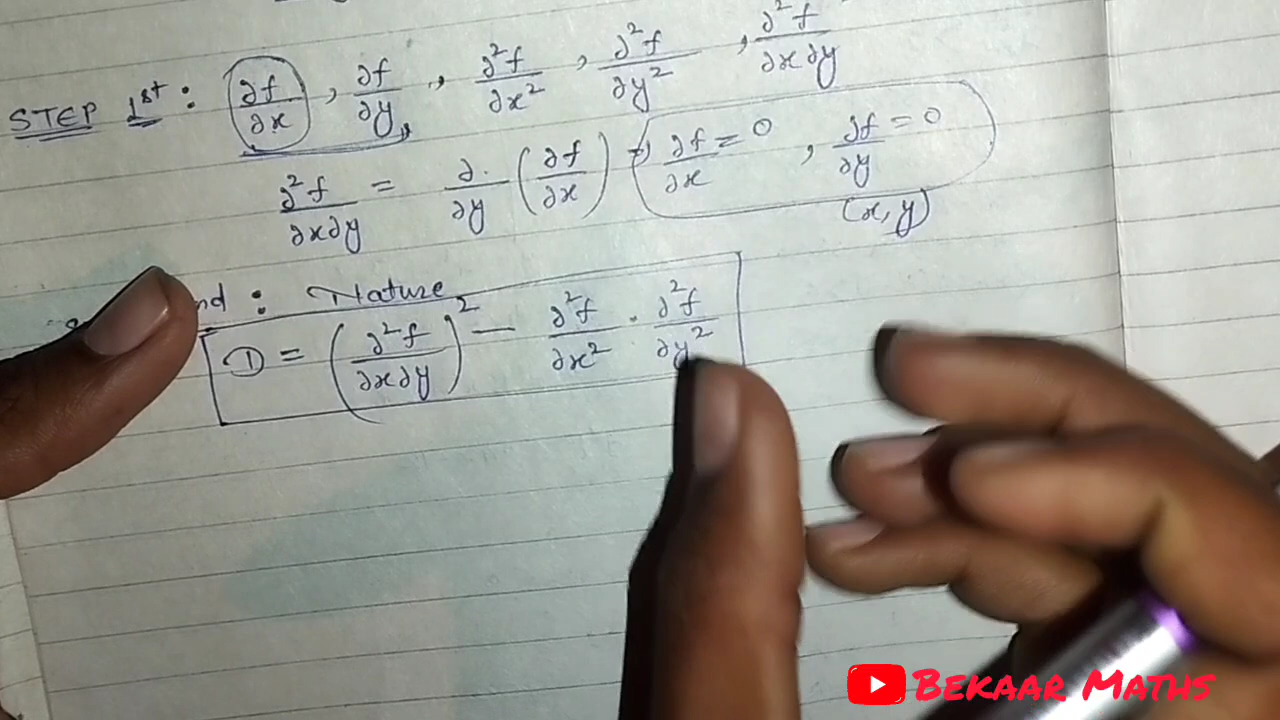 STEP 1st : ∂f/∂x , ∂f/∂y , ∂²f/∂x² , ∂²f/∂y² , ∂²f/∂x∂y
∂²f/∂x∂y = ∂/∂y (∂f/∂x) → ∂f/∂x = 0 , ∂f/∂y = 0
(x, y)
nd : Nature
D = (∂²f/∂x∂y)² — ∂²f/∂x² · ∂²f/∂y²
BEKAAR MATHS